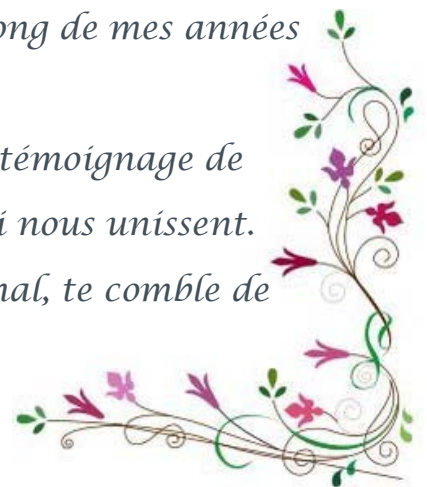 ong de mes années
témoignage de
i nous unissent.
nal, te comble de